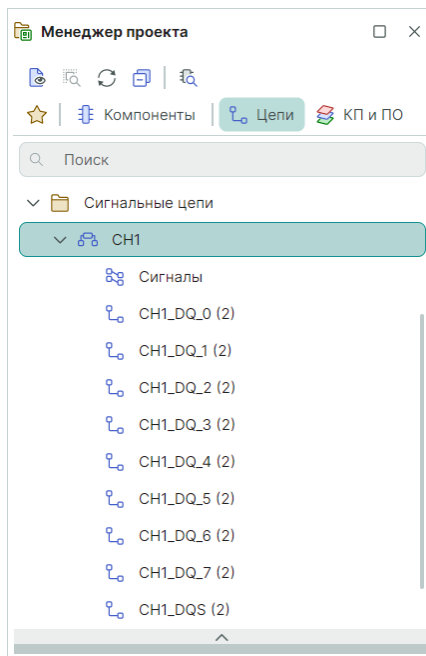 Менеджер проекта
Компоненты Цепи КП и ПО
Поиск
Сигнальные цепи
CH1
Сигналы
CH1_DQ_0 (2)
CH1_DQ_1 (2)
CH1_DQ_2 (2)
CH1_DQ_3 (2)
CH1_DQ_4 (2)
CH1_DQ_5 (2)
CH1_DQ_6 (2)
CH1_DQ_7 (2)
CH1_DQS (2)